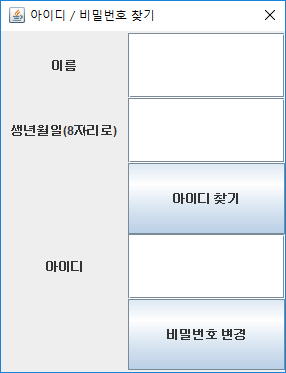 아이디 / 비밀번호 찾기
이름
생년월일(8자리로)
아이디 찾기
아이디
비밀번호 변경